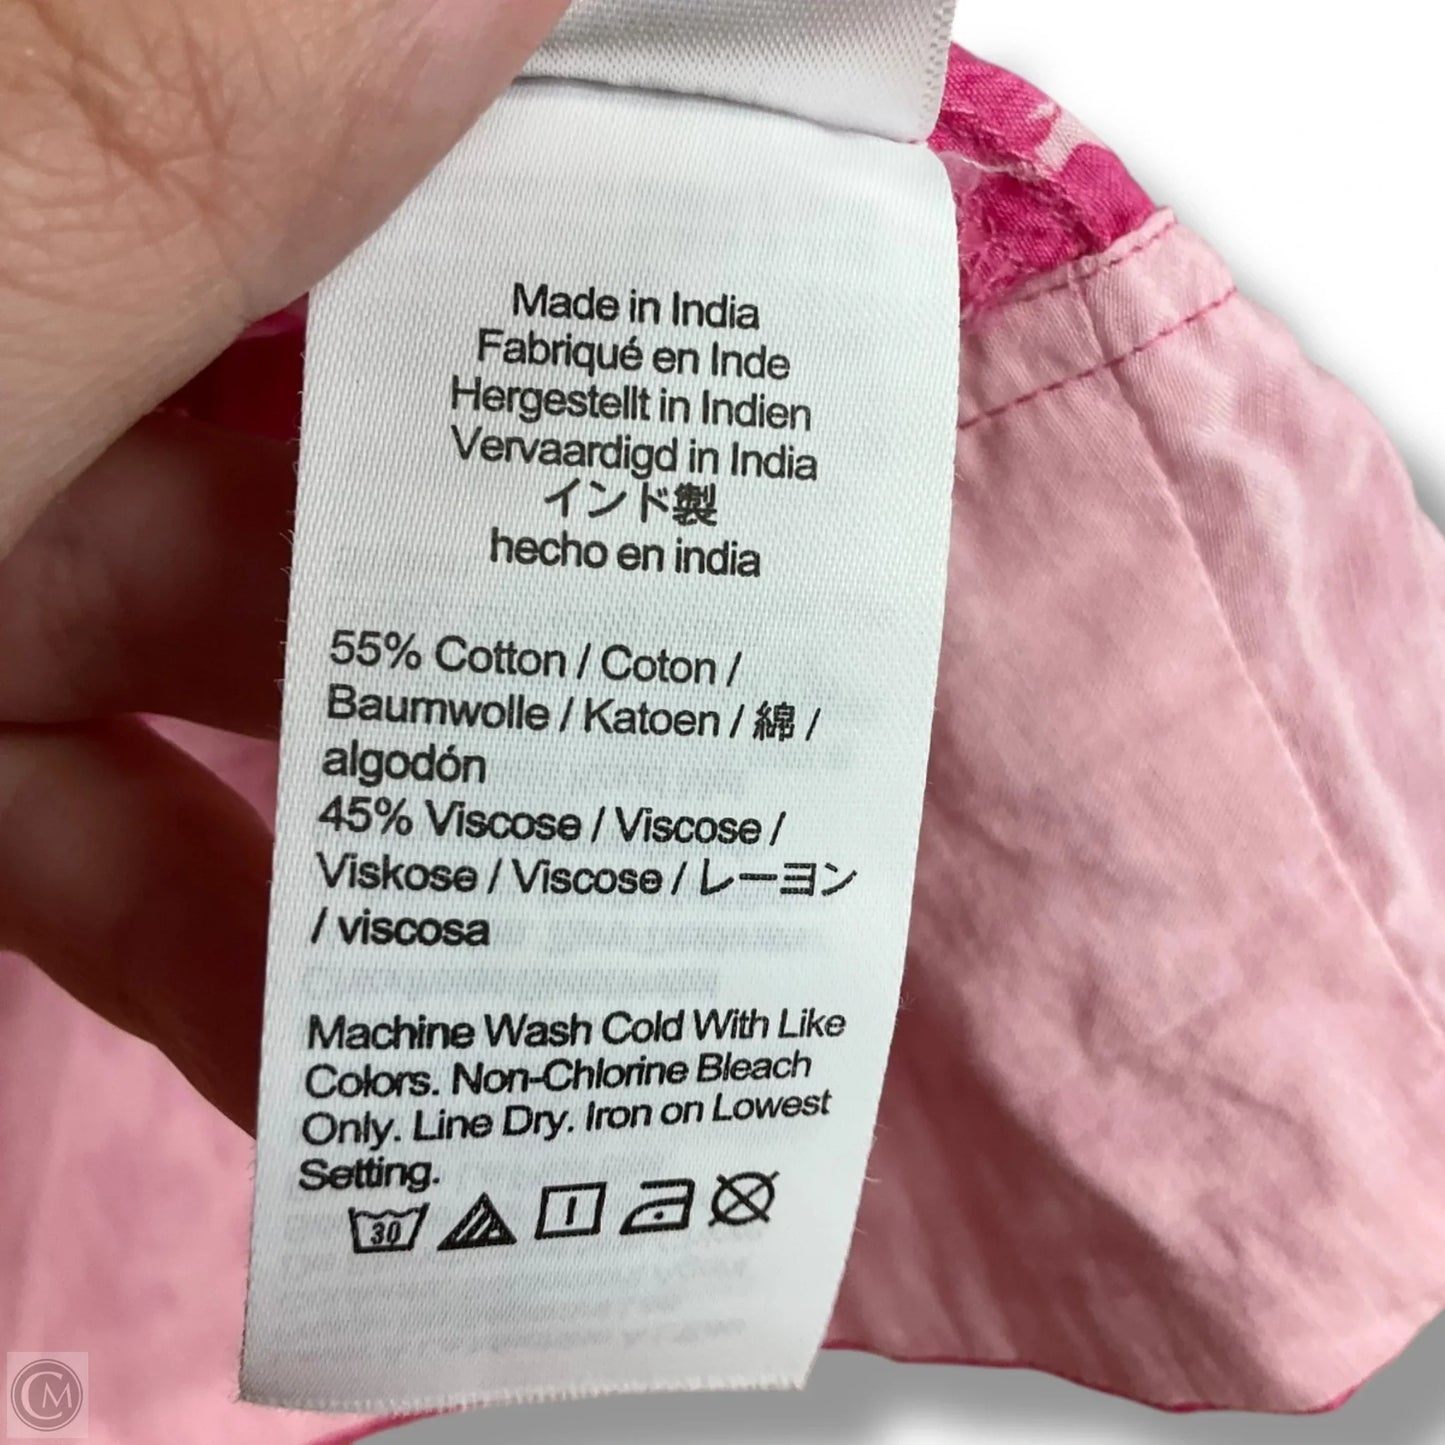 Made in India
Fabriqué en Inde
Hergestellt in Indien
Vervaardigd in India
インド製
hecho en india
55% Cotton / Coton /
Baumwolle / Katoen / 綿 /
algodón
45% Viscose / Viscose /
Viskose / Viscose / レーヨン
/ viscosa
Machine Wash Cold With Like
Colors. Non-Chlorine Bleach
Only. Line Dry. Iron on Lowest
Setting.
30
CM